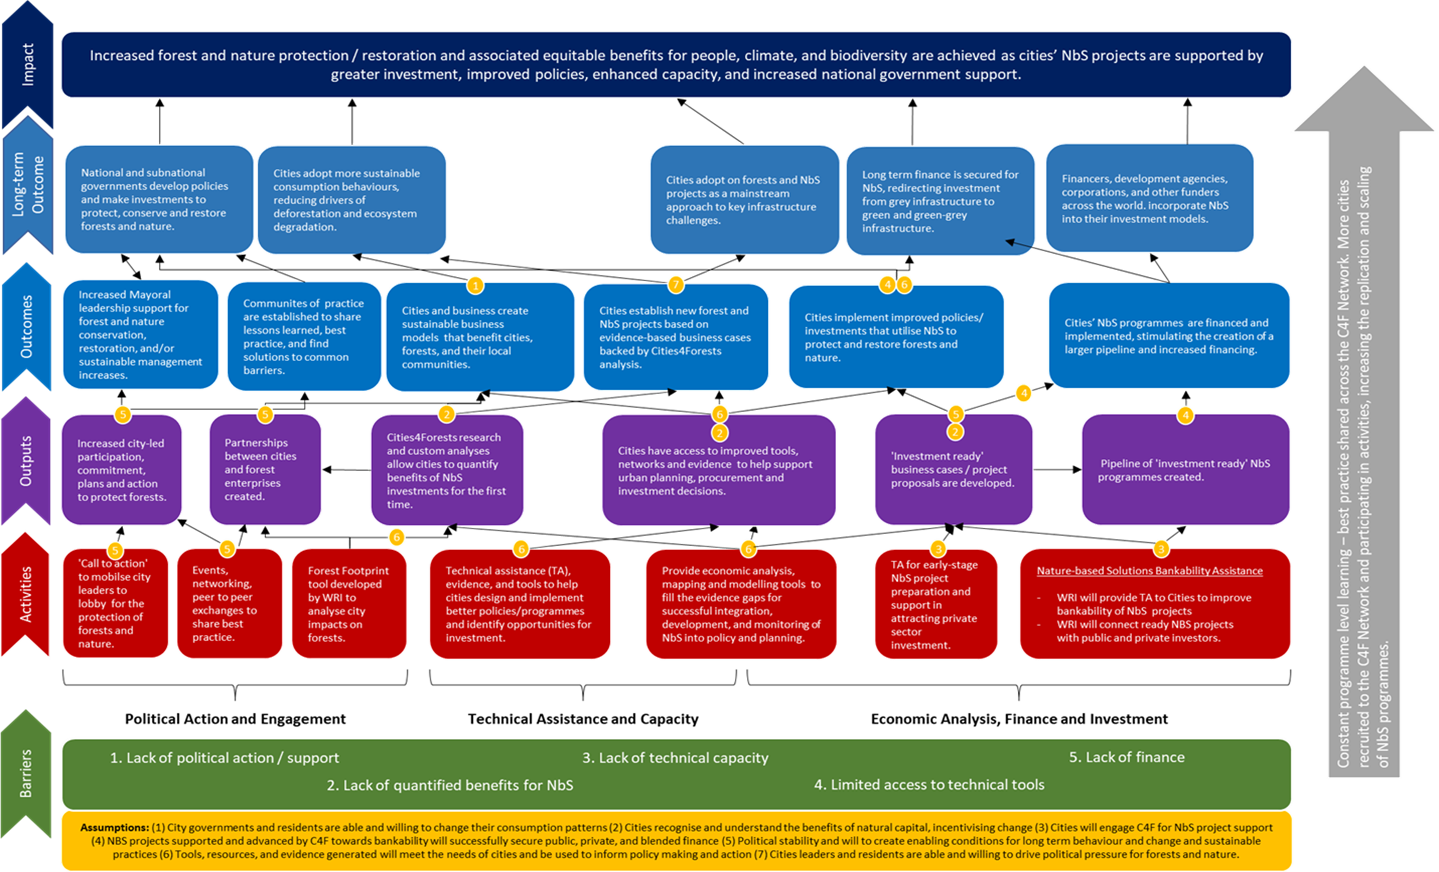 Impact
Increased forest and nature protection / restoration and associated equitable benefits for people, climate, and biodiversity are achieved as cities' NbS projects are supported by
greater investment, improved policies, enhanced capacity, and increased national government support.
Long-term
Outcome
National and subnational
governments develop policies
and make investments to
protect, conserve and restore
forests and nature.
Cities adopt more sustainable
consumption behaviours,
reducing drivers of
deforestation and ecosystem
degradation.
Cities adopt on forests and NbS
projects as a mainstream
approach to key infrastructure
challenges.
Long term finance is secured for
NbS, redirecting investment
from grey infrastructure to
green and green-grey
infrastructure.
Financers, development agencies,
corporations, and other funders
across the world. incorporate NbS
into their investment models.
Outcomes
Increased Mayoral
leadership support for
forest and nature
conservation,
restoration, and/or
sustainable management
increases.
Communites of practice
are established to share
lessons learned, best
practice, and find
solutions to common
barriers.
1
Cities and business create
sustainable business
models that benefit cities,
forests, and their local
communities.
7
Cities establish new forest and
NbS projects based on
evidence-based business cases
backed by Cities4Forests
analysis.
4 6
Cities implement improved policies/
investments that utilise NbS to
protect and restore forests and
nature.
Cities' NbS programmes are financed and
implemented, stimulating the creation of a
larger pipeline and increased financing.
4
Outputs
5
Increased city-led
participation,
commitment,
plans and action
to protect forests.
5
Partnerships
between cities
and forest
enterprises
created.
2
Cities4Forests research
and custom analyses
allow cities to quantify
benefits of NbS
investments for the first
time.
6
2
Cities have access to improved tools,
networks and evidence to help support
urban planning, procurement and
investment decisions.
5
2
'Investment ready'
business cases / project
proposals are developed.
4
Pipeline of 'investment ready' NbS
programmes created.
Activities
5
'Call to action'
to mobilse city
leaders to
lobby for the
protection of
forests and
nature.
5
Events,
networking,
peer to peer
exchanges to
share best
practice.
6
Forest Footprint
tool developed
by WRI to
analyse city
impacts on
forests.
6
Technical assistance (TA),
evidence, and tools to help
cities design and implement
better policies/programmes
and identify opportunities for
investment.
6
Provide economic analysis,
mapping and modelling tools to
fill the evidence gaps for
successful integration,
development, and monitoring of
NbS into policy and planning.
3
TA for early-stage
NbS project
preparation and
support in
attracting private
sector
investment.
3
Nature-based Solutions Bankability Assistance
- WRI will provide TA to Cities to improve
bankability of NbS projects
- WRI will connect ready NBS projects
with public and private investors.
Political Action and Engagement
Technical Assistance and Capacity
Economic Analysis, Finance and Investment
Barriers
1. Lack of political action / support
3. Lack of technical capacity
5. Lack of finance
2. Lack of quantified benefits for NbS
4. Limited access to technical tools
Assumptions: (1) City governments and residents are able and willing to change their consumption patterns (2) Cities recognise and understand the benefits of natural capital, incentivising change (3) Cities will engage C4F for NbS project support
(4) NBS projects supported and advanced by C4F towards bankability will successfully secure public, private, and blended finance (5) Political stability and will to create enabling conditions for long term behaviour and change and sustainable
practices (6) Tools, resources, and evidence generated will meet the needs of cities and be used to inform policy making and action (7) Cities leaders and residents are able and willing to drive political pressure for forests and nature.
Constant programme level learning – best practice shared across the C4F Network. More cities
recruited to the C4F Network and participating in activities, increasing the replication and scaling
of NbS programmes.